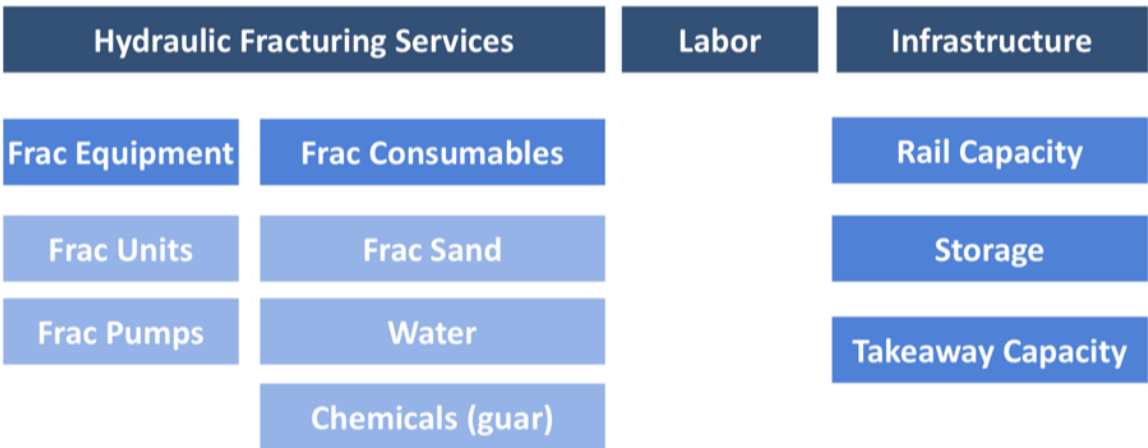 Hydraulic Fracturing Services
Labor
Infrastructure
Frac Equipment
Frac Consumables
Rail Capacity
Frac Units
Frac Sand
Storage
Frac Pumps
Water
Takeaway Capacity
Chemicals (guar)